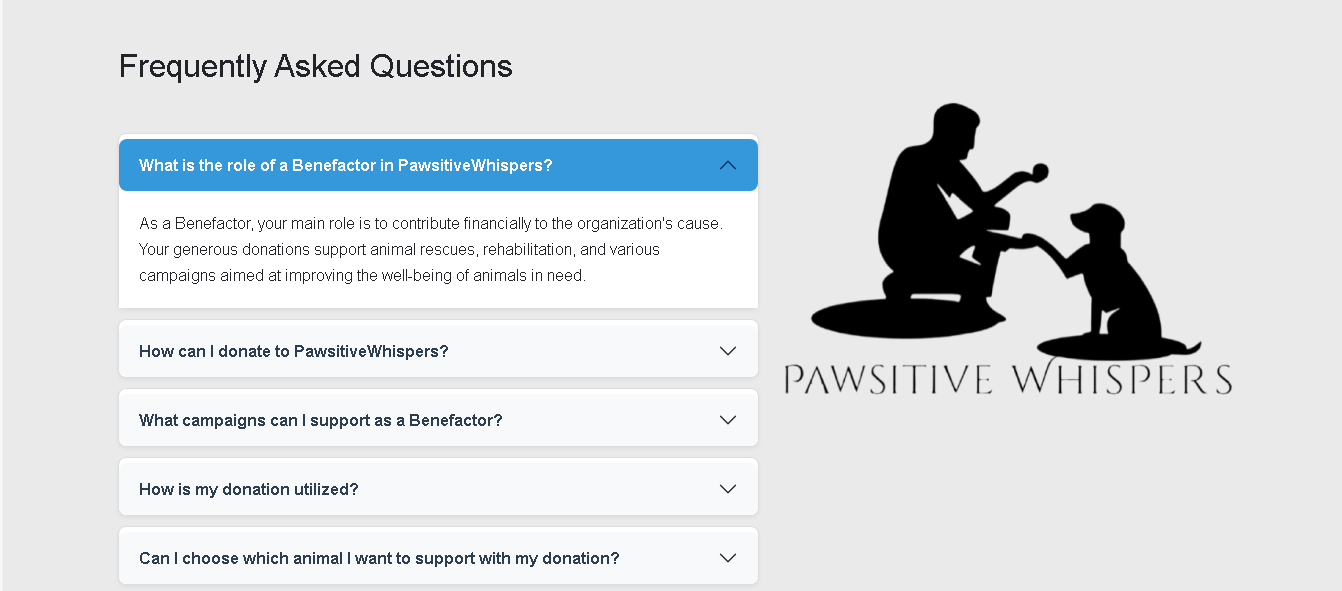 Frequently Asked Questions
What is the role of a Benefactor in PawsitiveWhispers?
As a Benefactor, your main role is to contribute financially to the organization's cause.
Your generous donations support animal rescues, rehabilitation, and various
campaigns aimed at improving the well-being of animals in need.
How can I donate to PawsitiveWhispers?
What campaigns can I support as a Benefactor?
How is my donation utilized?
Can I choose which animal I want to support with my donation?
PAWSITIVE WHISPERS